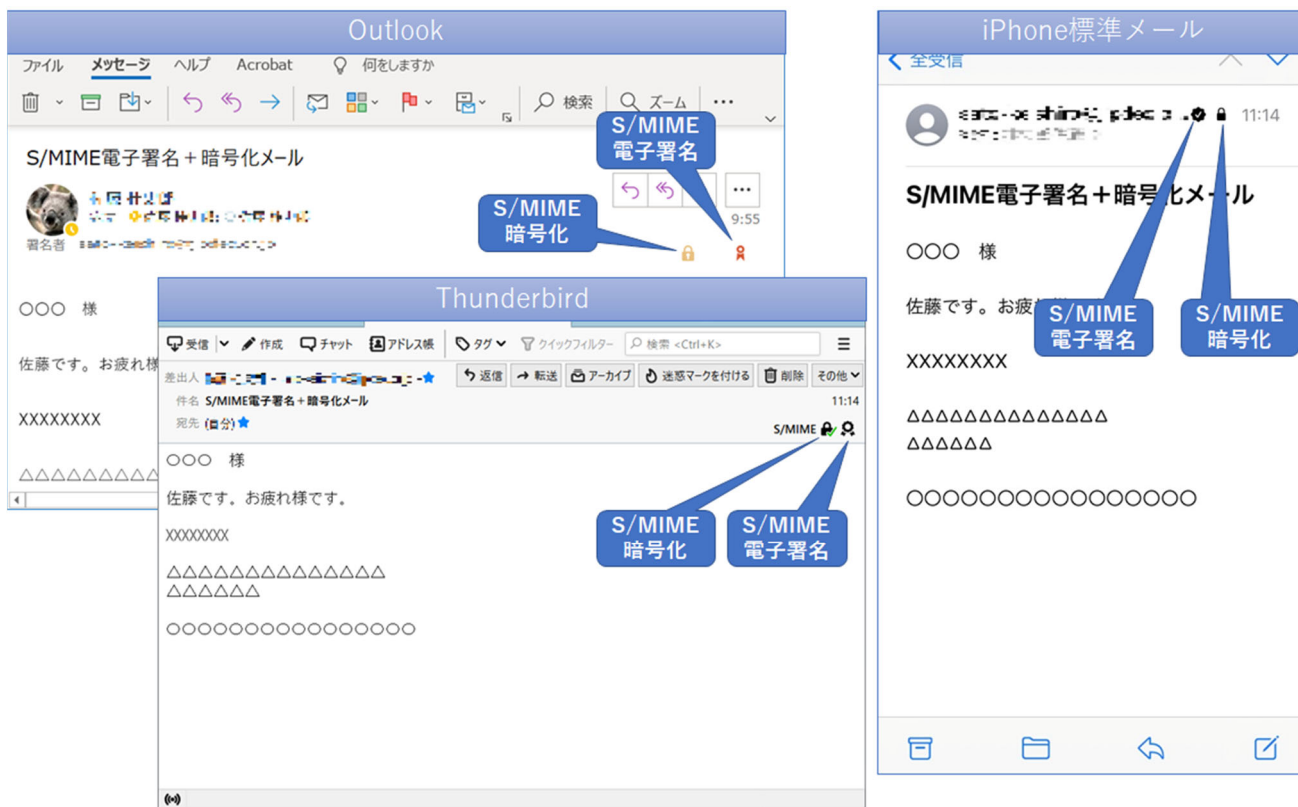 Outlook
ファイル メッセージ ヘルプ Acrobat 何をしますか
検索 ズーム
S/MIME
電子署名
S/MIME電子署名+暗号化メール
S/MIME
暗号化
9:55
署名者
○○○ 様
佐藤です。お疲れ様
XXXXXXXX
△△△△△△△△△
Thunderbird
受信 作成 チャット アドレス帳 タグ クイックフィルター 検索 <Ctrl+K>
差出人 返信 転送 アーカイブ 迷惑マークを付ける 削除 その他
件名 S/MIME電子署名+暗号化メール 11:14
宛先 (自分)
S/MIME
○○○ 様
佐藤です。お疲れ様です。
XXXXXXXX
S/MIME
暗号化
S/MIME
電子署名
△△△△△△△△△△△△△△
△△△△△△
○○○○○○○○○○○○○○○○
iPhone標準メール
全受信
11:14
S/MIME電子署名+暗号化メール
○○○ 様
佐藤です。お疲
S/MIME
電子署名
S/MIME
暗号化
XXXXXXXX
△△△△△△△△△△△△△△
△△△△△△
○○○○○○○○○○○○○○○○